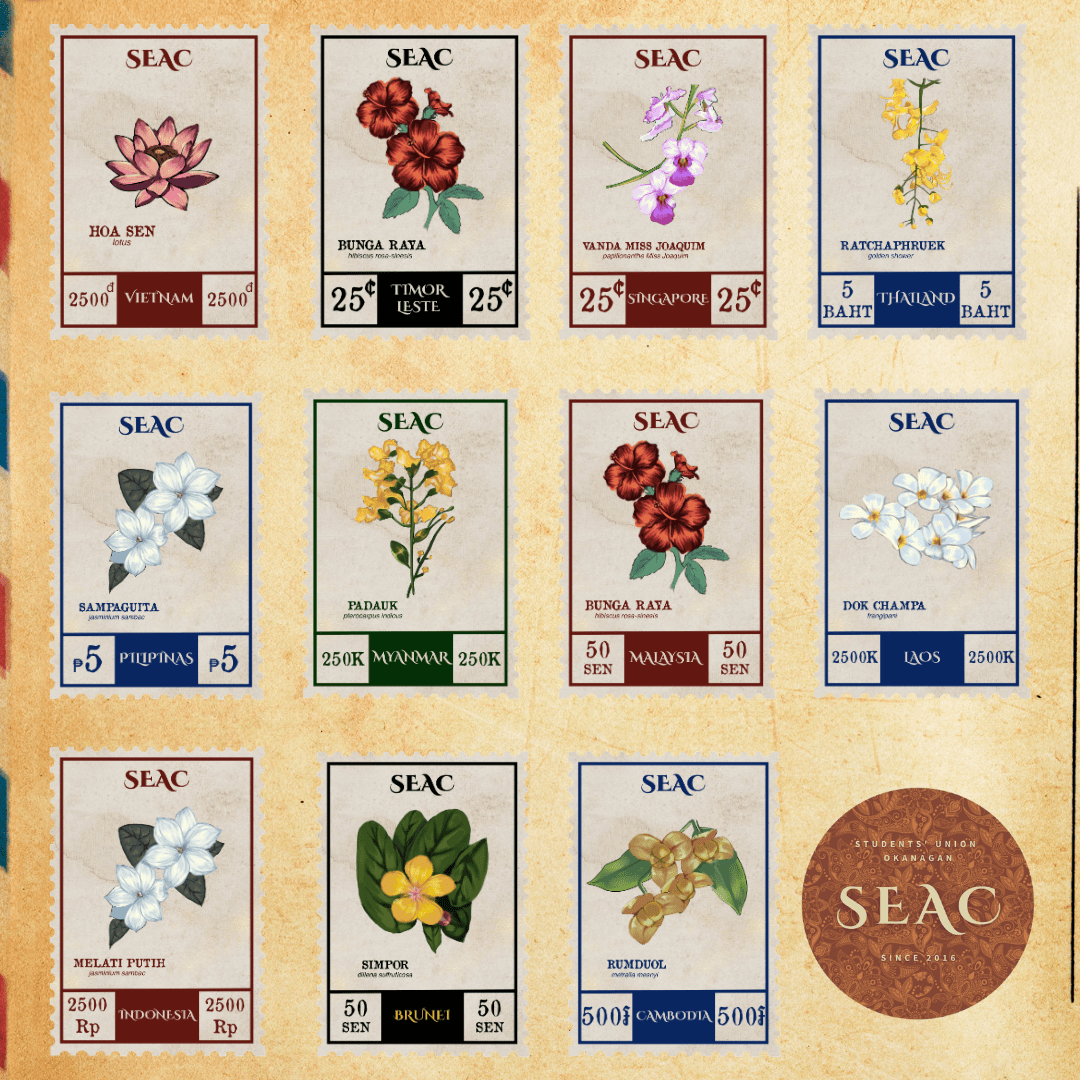 SEAC
HOA SEN
lotus
2500đ VIETNAM 2500đ
SEAC
BUNGA RAYA
hibiscus rosa-sinesis
25¢ TIMOR LESTE 25¢
SEAC
VANDA MISS JOAQUIM
papilionanthe Miss Joaquim
25¢ SINGAPORE 25¢
SEAC
RATCHAPHRUEK
golden shower
5 BAHT THAILAND 5 BAHT
SEAC
SAMPAGUITA
jasminium sambac
₱5 PILIPINAS ₱5
SEAC
PADAUK
pterocarpus indicus
250K MYANMAR 250K
SEAC
BUNGA RAYA
hibiscus rosa-sinesis
50 SEN MALAYSIA 50 SEN
SEAC
DOK CHAMPA
frangipani
2500K LAOS 2500K
SEAC
MELATI PUTIH
jasminium sambac
2500 Rp INDONESIA 2500 Rp
SEAC
SIMPOR
dillenia suffruticosa
50 SEN BRUNEI 50 SEN
SEAC
RUMDUOL
mitrella mesnyi
500៛ CAMBODIA 500៛
STUDENTS' UNION
OKANAGAN
SEAC
SINCE 2016